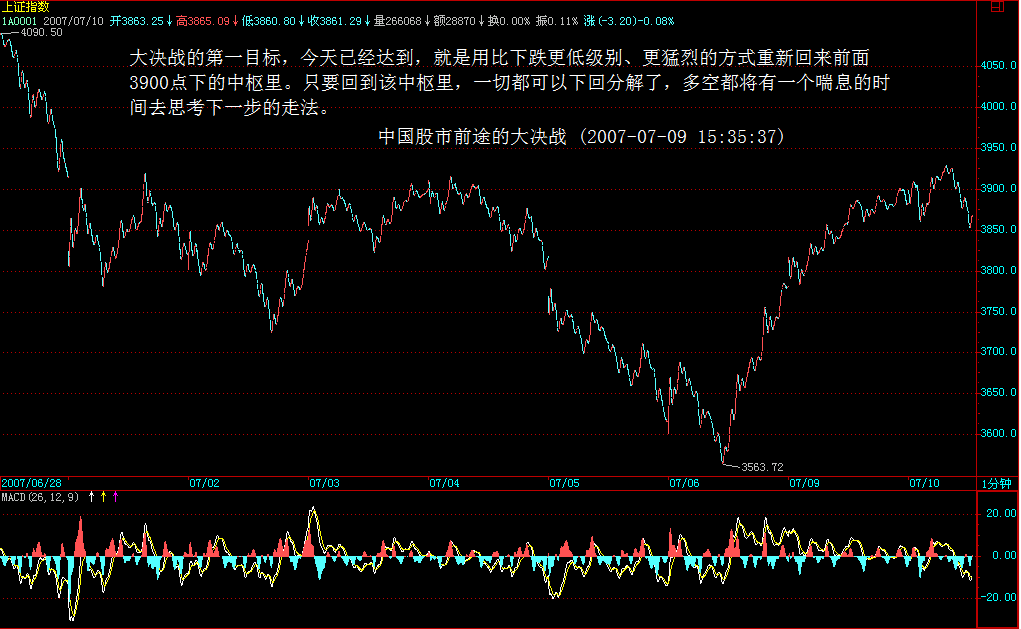 上证指数
1A0001 2007/07/10 开3863.25↓高3865.09↓低3860.80↓收3861.29↓量266068↓额28870↓换0.00% 振0.11% 涨(-3.20)-0.08%
4090.50
大决战的第一目标，今天已经达到，就是用比下跌更低级别、更猛烈的方式重新回来前面
3900点下的中枢里。只要回到该中枢里，一切都可以下回分解了，多空都将有一个喘息的时
间去思考下一步的走法。
中国股市前途的大决战 (2007-07-09 15:35:37)
4050.0
4000.0
3950.0
3900.0
3850.0
3800.0
3750.0
3700.0
3650.0
3600.0
3563.72
2007/06/28 07/02 07/03 07/04 07/05 07/06 07/09 07/10 1分钟
MACD(26,12,9) ↑ ↑ ↑
20.00
0.00
-20.00